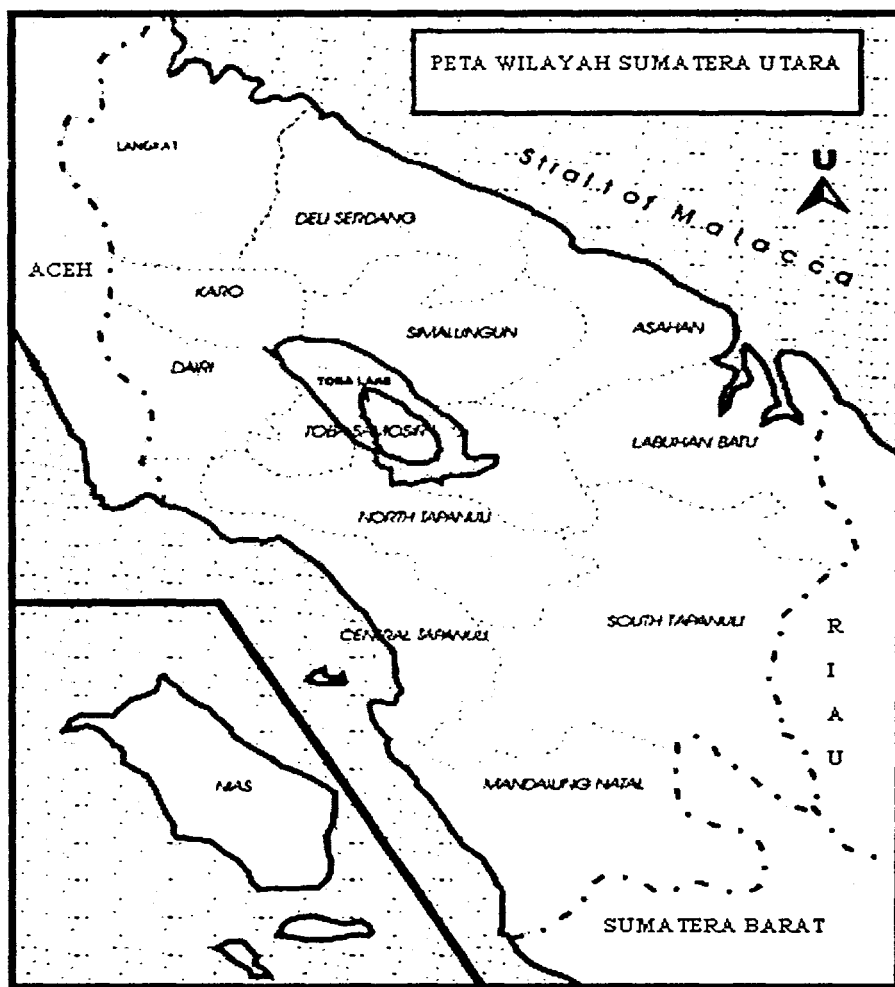 PETA WILAYAH SUMATERA UTARA
U
Strait of Malacca
LANGKAT
DELI SERDANG
ACEH
KARO
SIMALUNGUN
ASAHAN
DAIRI
TOBA LAKE
TOBA SAMOSIR
LABUHAN BATU
NORTH TAPANULI
CENTRAL TAPANULI
SOUTH TAPANULI
RIAU
NIAS
MANDAILING NATAL
SUMATERA BARAT